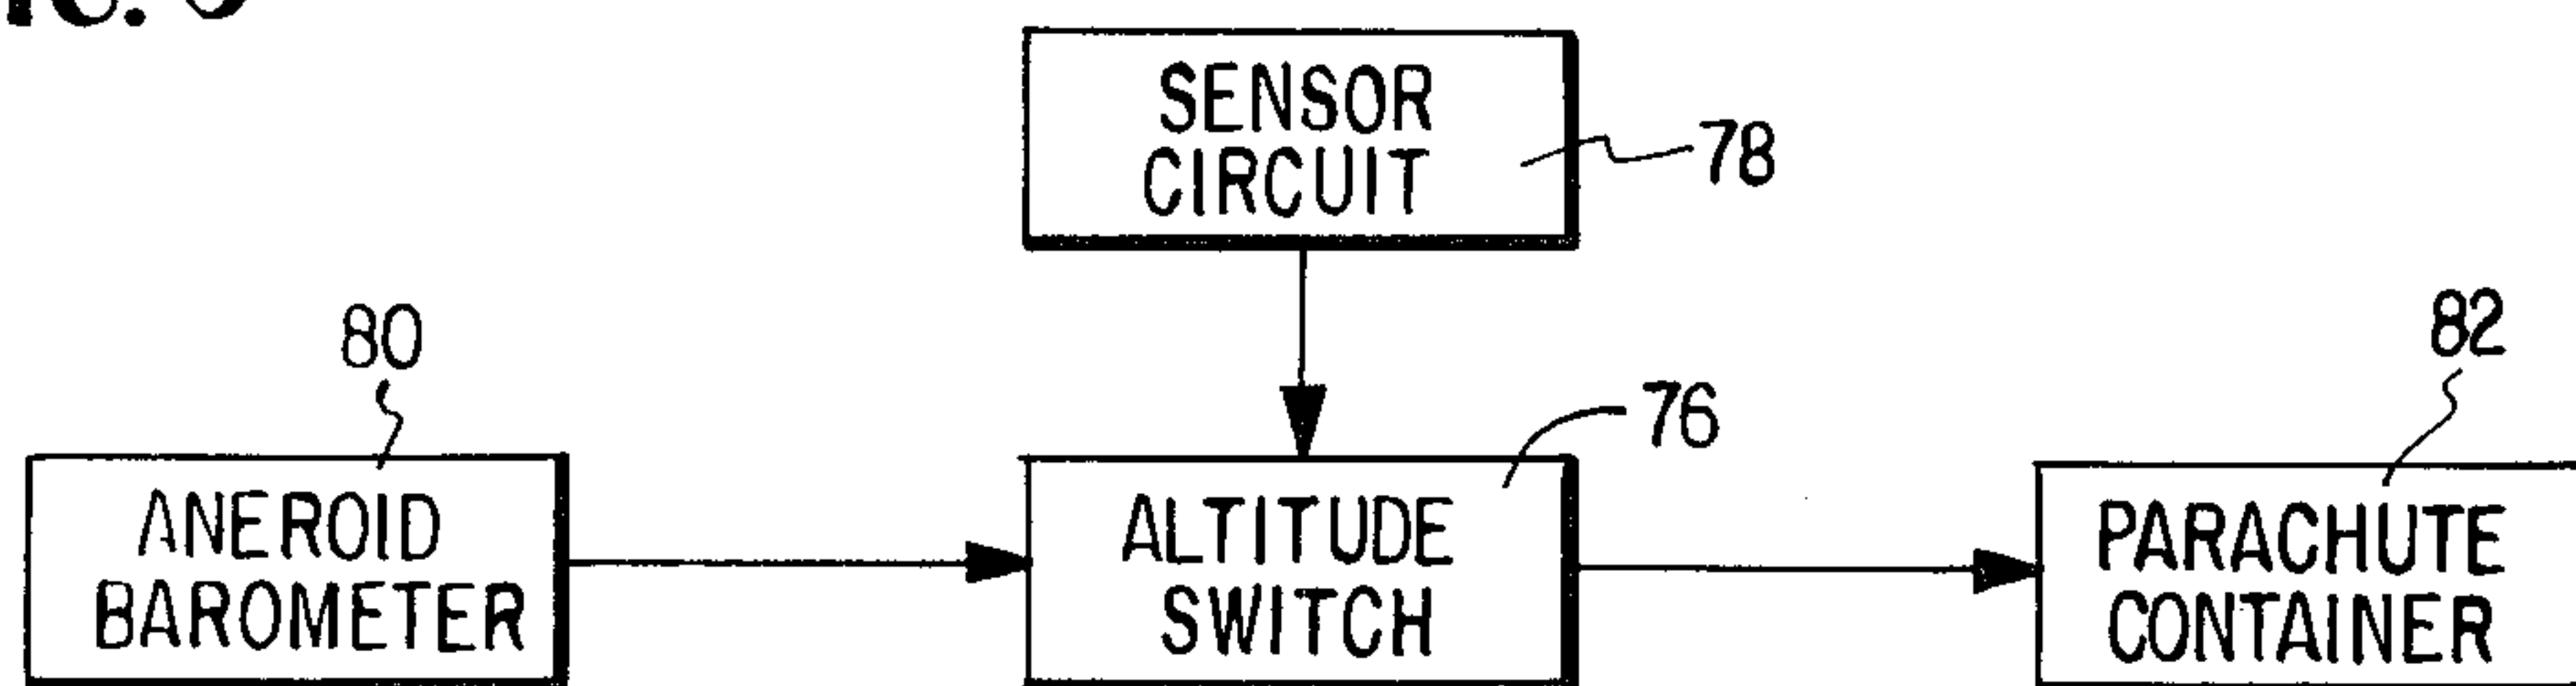 SENSOR
CIRCUIT
78
80
76
82
ANEROID
BAROMETER
ALTITUDE
SWITCH
PARACHUTE
CONTAINER